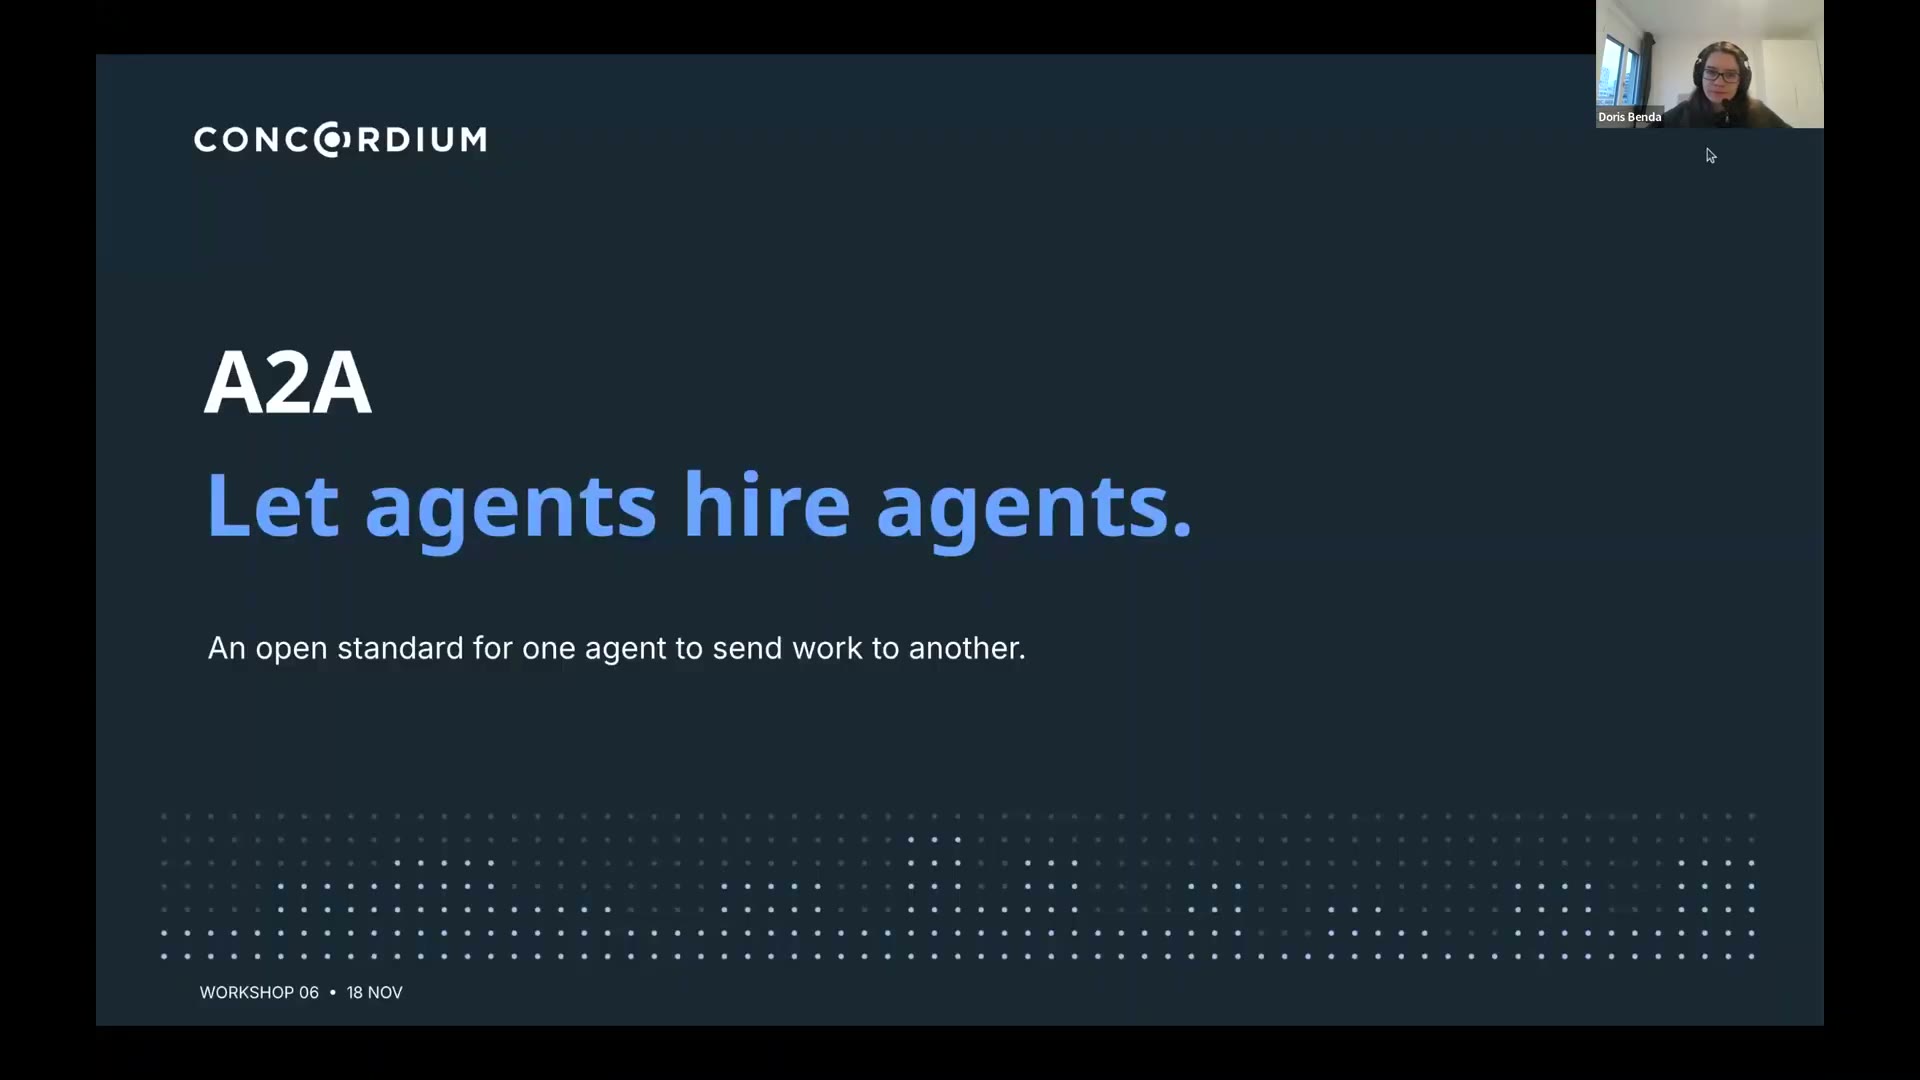 CONCORDIUM
Doris Benda
A2A
Let agents hire agents.
An open standard for one agent to send work to another.
WORKSHOP 06 • 18 NOV